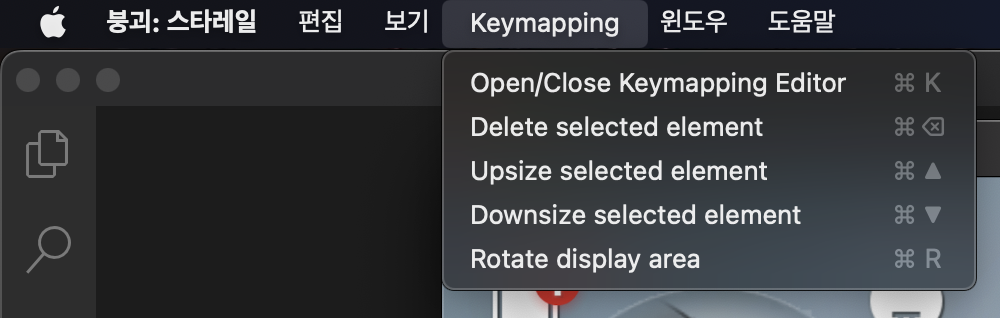 붕괴: 스타레일 편집 보기 Keymapping 윈도우 도움말
Open/Close Keymapping Editor ⌘ K
Delete selected element ⌘ ⌫
Upsize selected element ⌘ ▲
Downsize selected element ⌘ ▼
Rotate display area ⌘ R